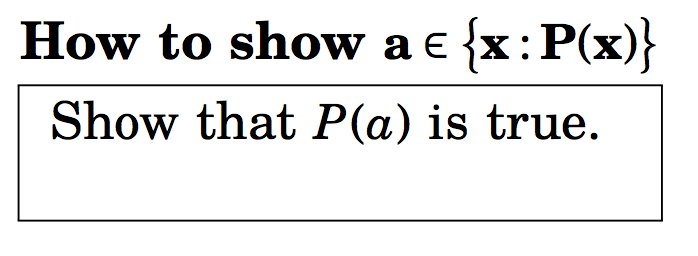 How to show a ∈ {x : P(x)}
Show that P(a) is true.